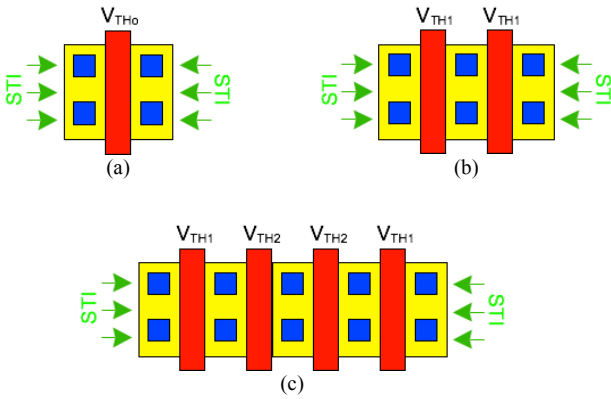 V_THo
STI STI
(a)
V_TH1 V_TH1
STI STI
(b)
V_TH1 V_TH2 V_TH2 V_TH1
STI STI
(c)